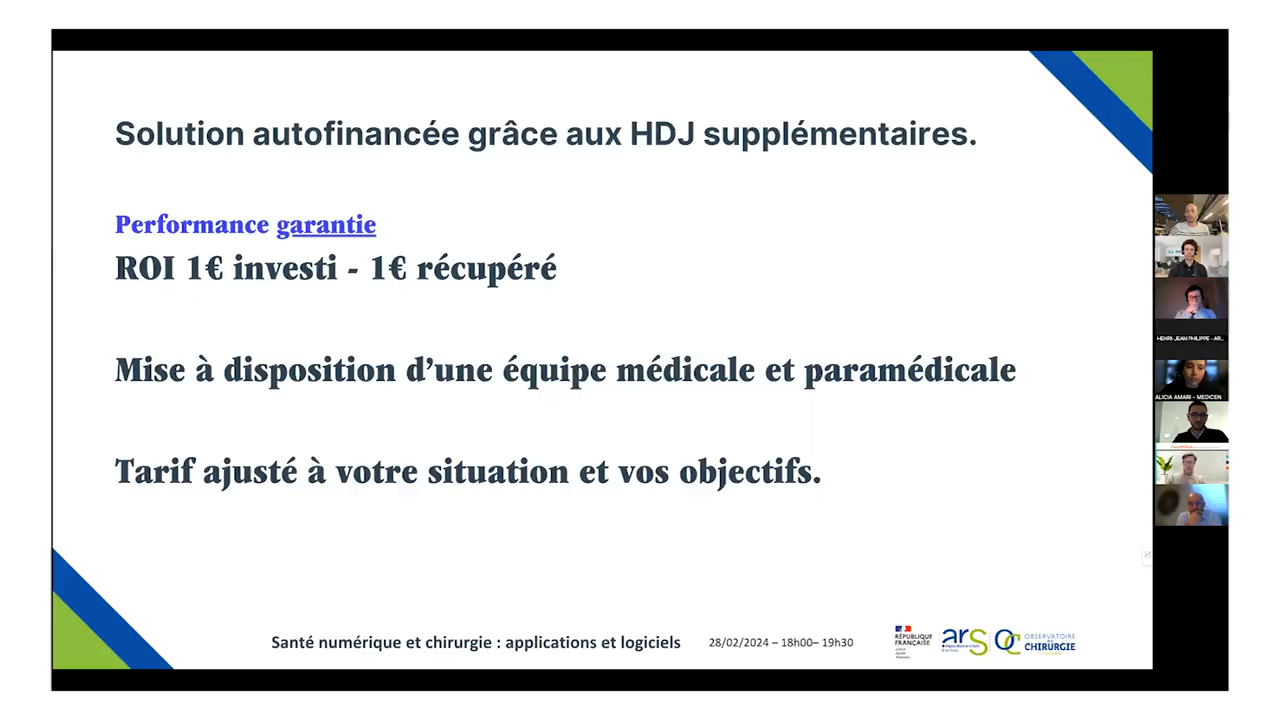 Solution autofinancée grâce aux HDJ supplémentaires.
Performance garantie
ROI 1€ investi - 1€ récupéré
Mise à disposition d’une équipe médicale et paramédicale
Tarif ajusté à votre situation et vos objectifs.
HENRI JEAN PHILIPPE - AR...
ALICIA AMARI - MEDICEN
Santé numérique et chirurgie : applications et logiciels
28/02/2024 – 18h00– 19h30
RÉPUBLIQUE
FRANÇAISE
ars
OC
OBSERVATOIRE
CHIRURGIE